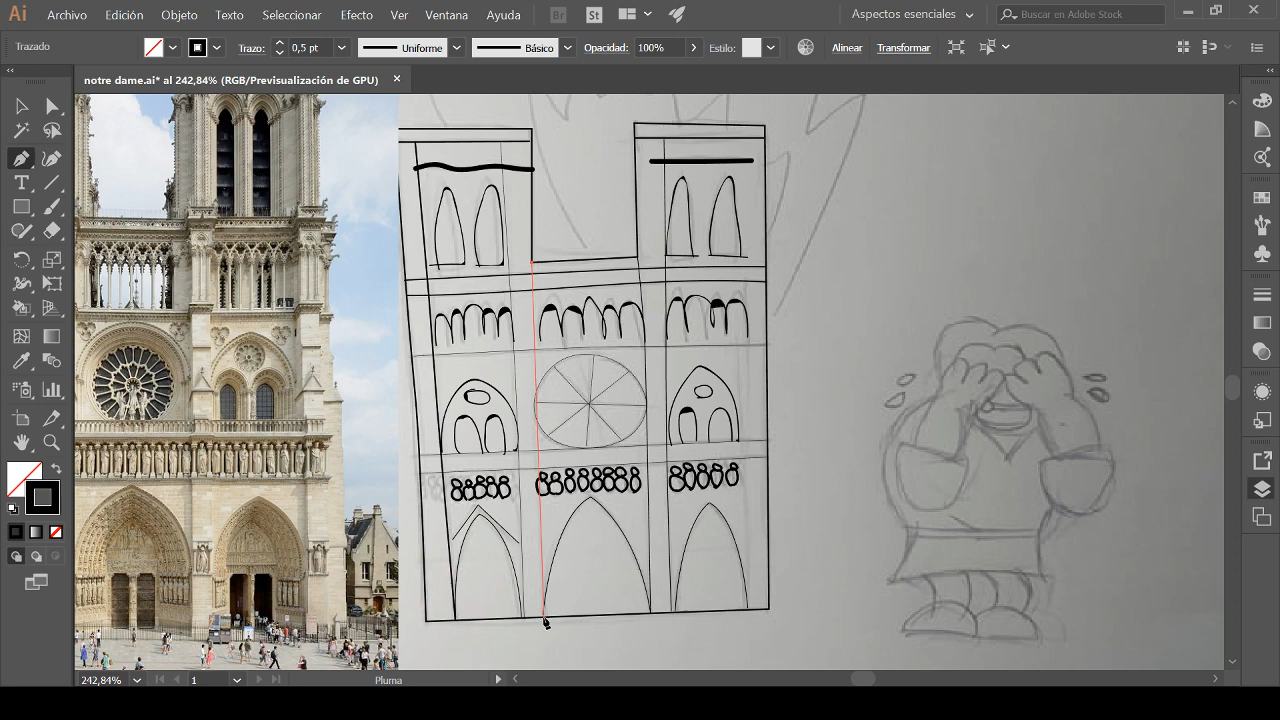 Ai Archivo Edición Objeto Texto Seleccionar Efecto Ver Ventana Ayuda Br St Aspectos esenciales Buscar en Adobe Stock
Trazado Trazo: 0,5 pt Uniforme Básico Opacidad: 100% Estilo: Alinear Transformar
notre dame.ai* al 242,84% (RGB/Previsualización de GPU)
242,84% 1 Pluma